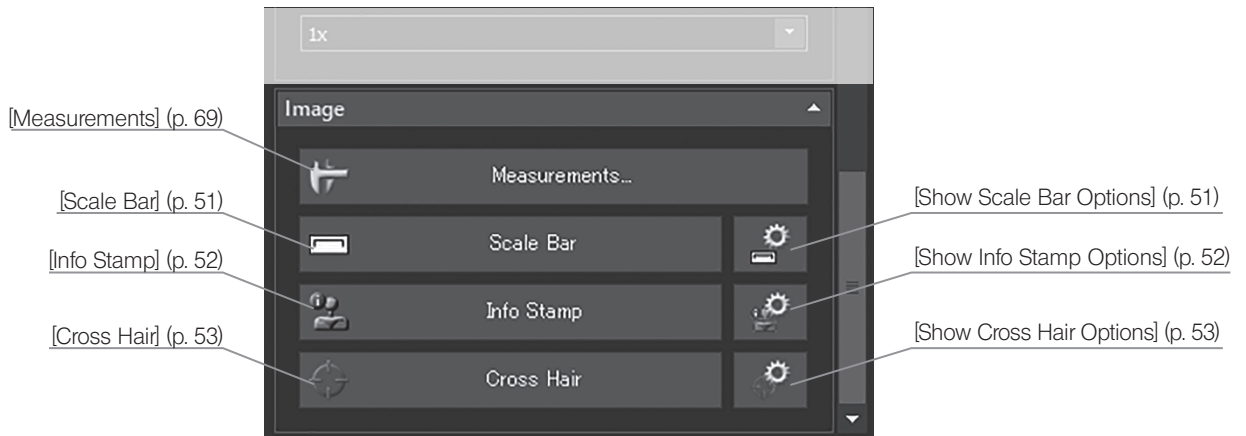 1x
Image
[Measurements] (p. 69)
Measurements...
[Scale Bar] (p. 51)
Scale Bar
[Show Scale Bar Options] (p. 51)
[Info Stamp] (p. 52)
Info Stamp
[Show Info Stamp Options] (p. 52)
[Cross Hair] (p. 53)
Cross Hair
[Show Cross Hair Options] (p. 53)